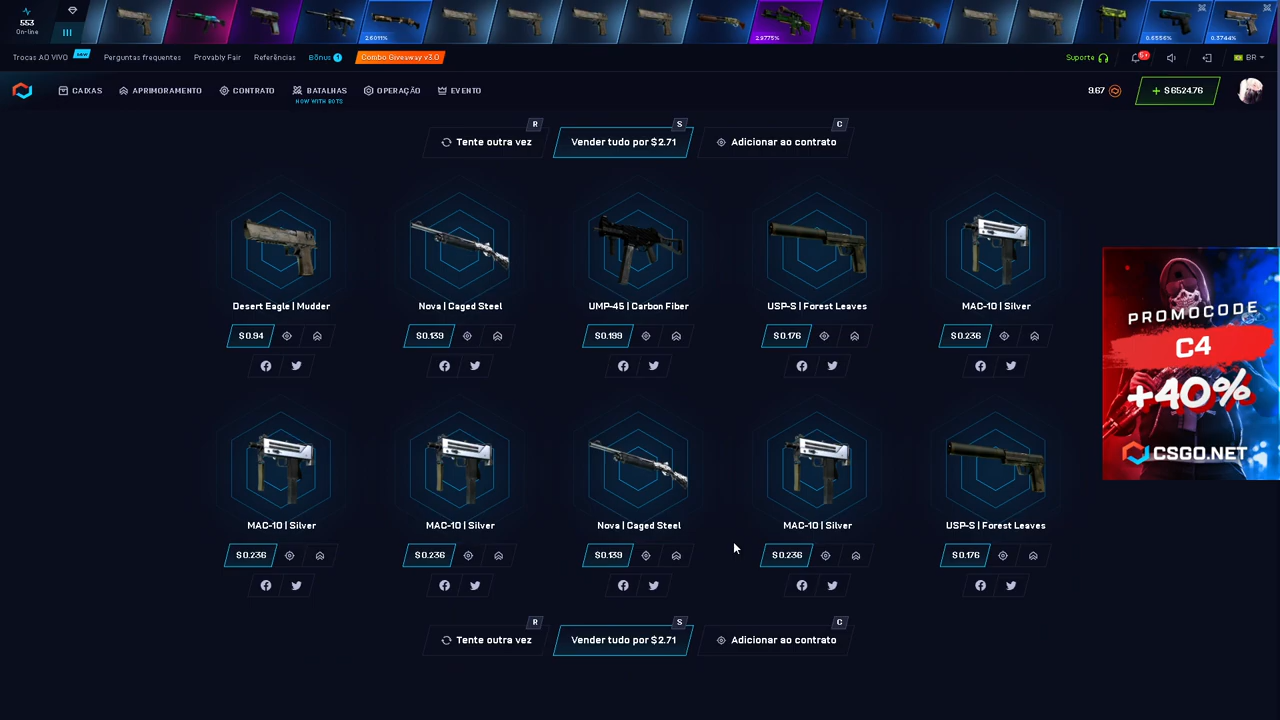 553
On-line
2.6011%
2.9775%
0.6556%
0.3744%
Trocas AO VIVO NEW Perguntas frequentes Provably Fair Referências Bônus 1 Combo Giveaway v3.0 Suporte 5+ BR
CAIXAS APRIMORAMENTO CONTRATO BATALHAS OPERAÇÃO EVENTO 9.67 + $6524.76
NOW WITH BOTS
R S C
Tente outra vez Vender tudo por $2.71 Adicionar ao contrato
Desert Eagle | Mudder Nova | Caged Steel UMP-45 | Carbon Fiber USP-S | Forest Leaves MAC-10 | Silver
$0.94 $0.139 $0.199 $0.176 $0.236
PROMOCODE
C4
+40%
CSGO.NET
MAC-10 | Silver MAC-10 | Silver Nova | Caged Steel MAC-10 | Silver USP-S | Forest Leaves
$0.236 $0.236 $0.139 $0.236 $0.176
R S C
Tente outra vez Vender tudo por $2.71 Adicionar ao contrato